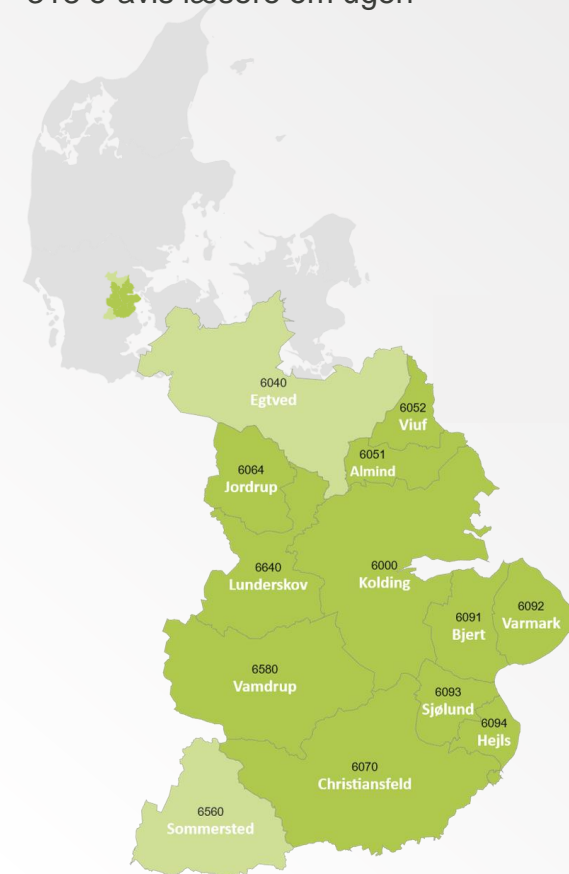 6040
Egtved
6052
Viuf
6051
Almind
6064
Jordrup
6640
Lunderskov
6000
Kolding
6091
Bjert
6092
Varmark
6580
Vamdrup
6093
Sjølund
6094
Hejls
6070
Christiansfeld
6560
Sommersted